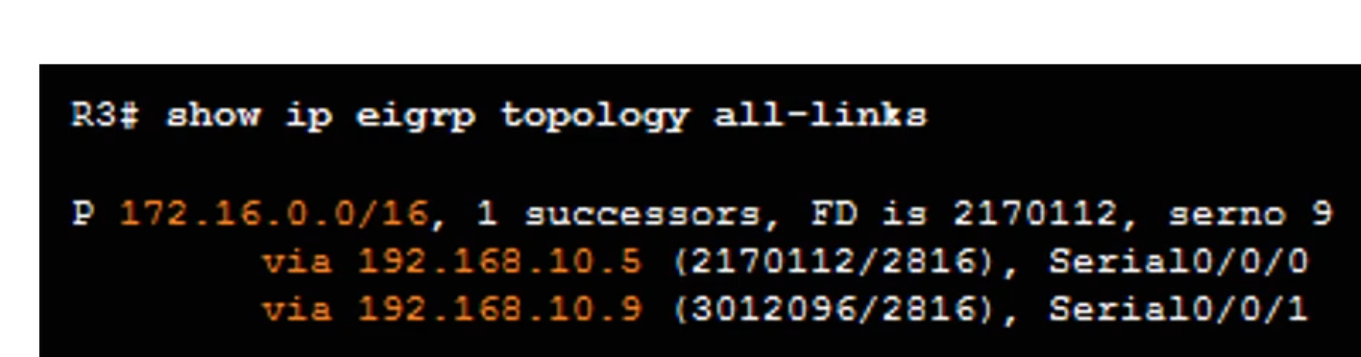 R3# show ip eigrp topology all-links
P 172.16.0.0/16, 1 successors, FD is 2170112, serno 9
via 192.168.10.5 (2170112/2816), Serial0/0/0
via 192.168.10.9 (3012096/2816), Serial0/0/1